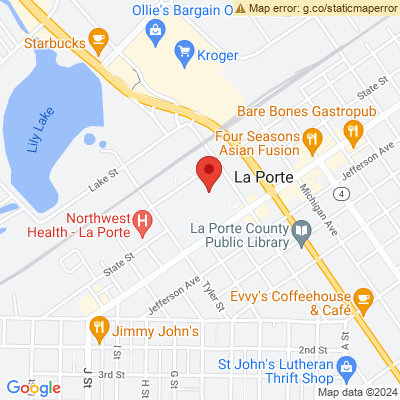 Map error: g.co/staticmaperror
Ollie's Bargain O
Starbucks
Kroger
State St
Bare Bones Gastropub
Lily Lake
Four Seasons
Asian Fusion
Jefferson Ave
Lake St
La Porte
4
Michigan Ave
Northwest
Health - La Porte
H
La Porte County
Public Library
State St
Jefferson Ave
Tyler St
Evvy's Coffeehouse
& Café
Jimmy John's
A St
2nd St
I St
J St
H St
G St
3rd St
St John's Lutheran
Thrift Shop
Google
Map data ©2024